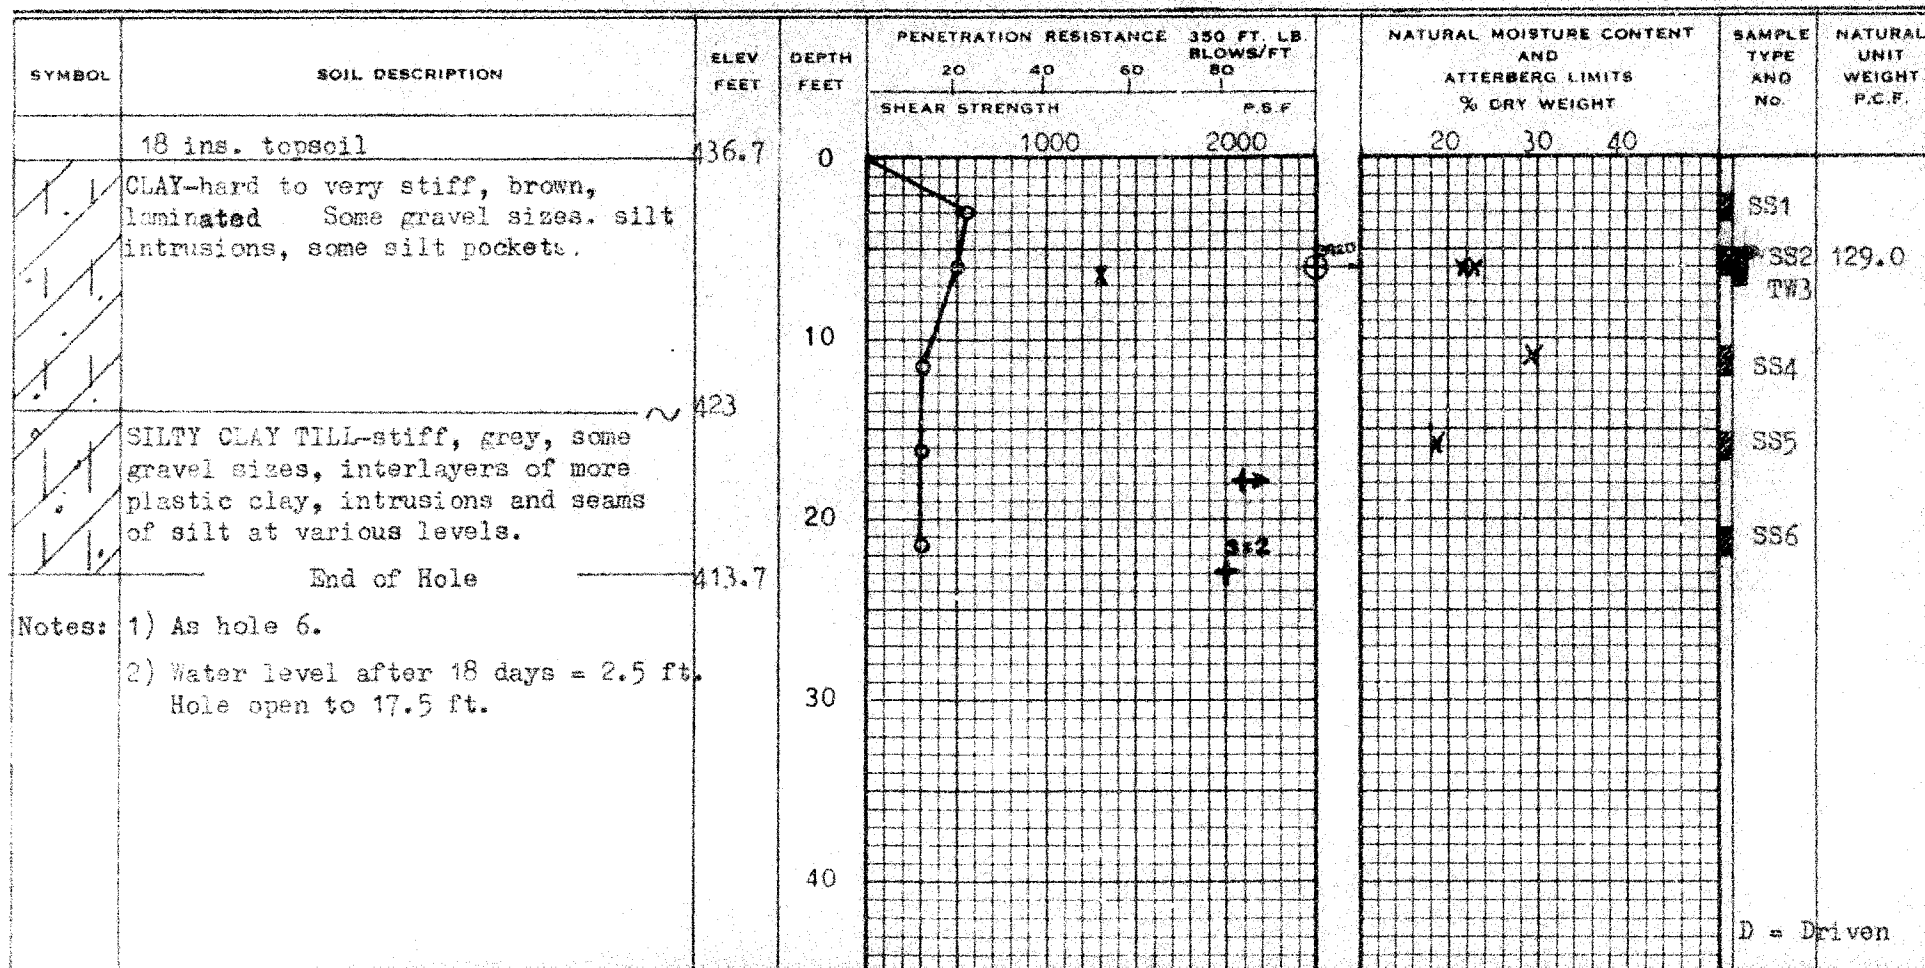 SYMBOL
SOIL DESCRIPTION
ELEV FEET
DEPTH FEET
PENETRATION RESISTANCE 350 FT. LB. BLOWS/FT
20 40 60 80
SHEAR STRENGTH P.S.F
1000 2000
NATURAL MOISTURE CONTENT
AND
ATTERBERG LIMITS
% DRY WEIGHT
20 30 40
SAMPLE TYPE AND NO.
NATURAL UNIT WEIGHT P.C.F.
18 ins. topsoil
436.7
0
CLAY-hard to very stiff, brown,
laminated Some gravel sizes. silt
intrusions, some silt pockets.
SS1
SS2 129.0
TW3
10
SS4
~ 423
SILTY CLAY TILL-stiff, grey, some
gravel sizes, interlayers of more
plastic clay, intrusions and seams
of silt at various levels.
SS5
20
S=2
SS6
End of Hole
413.7
Notes: 1) As hole 6.
2) Water level after 18 days = 2.5 ft.
Hole open to 17.5 ft.
30
40
D = Driven